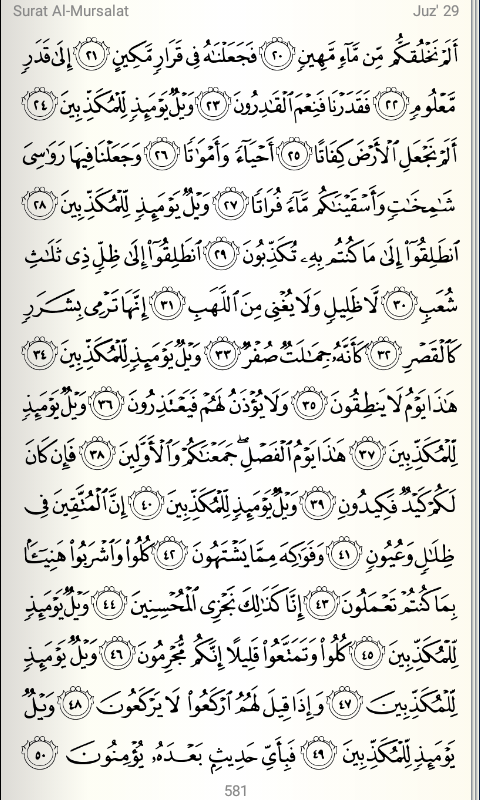 Surat Al-Mursalat
Juz' 29
أَلَمْ نَخْلُقكُّم مِّن مَّآءٍ مَّهِينٍ ٢٠ فَجَعَلْنَـٰهُ فِى قَرَارٍ مَّكِينٍ ٢١ إِلَىٰ قَدَرٍ
مَّعْلُومٍ ٢٢ فَقَدَرْنَا فَنِعْمَ ٱلْقَـٰدِرُونَ ٢٣ وَيْلٌ يَوْمَئِذٍ لِّلْمُكَذِّبِينَ ٢٤
أَلَمْ نَجْعَلِ ٱلْأَرْضَ كِفَاتًا ٢٥ أَحْيَآءً وَأَمْوَٰتًا ٢٦ وَجَعَلْنَا فِيهَا رَوَٰسِىَ
شَـٰمِخَـٰتٍ وَأَسْقَيْنَـٰكُم مَّآءً فُرَاتًا ٢٧ وَيْلٌ يَوْمَئِذٍ لِّلْمُكَذِّبِينَ ٢٨
ٱنطَلِقُوٓا۟ إِلَىٰ مَا كُنتُم بِهِۦ تُكَذِّبُونَ ٢٩ ٱنطَلِقُوٓا۟ إِلَىٰ ظِلٍّ ذِى ثَلَـٰثِ
شُعَبٍ ٣٠ لَّا ظَلِيلٍ وَلَا يُغْنِى مِنَ ٱللَّهَبِ ٣١ إِنَّهَا تَرْمِى بِشَرَرٍ
كَٱلْقَصْرِ ٣٢ كَأَنَّهُۥ جِمَـٰلَتٌ صُفْرٌ ٣٣ وَيْلٌ يَوْمَئِذٍ لِّلْمُكَذِّبِينَ ٣٤
هَـٰذَا يَوْمُ لَا يَنطِقُونَ ٣٥ وَلَا يُؤْذَنُ لَهُمْ فَيَعْتَذِرُونَ ٣٦ وَيْلٌ يَوْمَئِذٍ
لِّلْمُكَذِّبِينَ ٣٧ هَـٰذَا يَوْمُ ٱلْفَصْلِ ۖ جَمَعْنَـٰكُمْ وَٱلْأَوَّلِينَ ٣٨ فَإِن كَانَ
لَكُمْ كَيْدٌ فَكِيدُونِ ٣٩ وَيْلٌ يَوْمَئِذٍ لِّلْمُكَذِّبِينَ ٤٠ إِنَّ ٱلْمُتَّقِينَ فِى
ظِلَـٰلٍ وَعُيُونٍ ٤١ وَفَوَٰكِهَ مِمَّا يَشْتَهُونَ ٤٢ كُلُوا۟ وَٱشْرَبُوا۟ هَنِيٓـًٔۢا
بِمَا كُنتُمْ تَعْمَلُونَ ٤٣ إِنَّا كَذَٰلِكَ نَجْزِى ٱلْمُحْسِنِينَ ٤٤ وَيْلٌ يَوْمَئِذٍ
لِّلْمُكَذِّبِينَ ٤٥ كُلُوا۟ وَتَمَتَّعُوا۟ قَلِيلًا إِنَّكُم مُّجْرِمُونَ ٤٦ وَيْلٌ يَوْمَئِذٍ
لِّلْمُكَذِّبِينَ ٤٧ وَإِذَا قِيلَ لَهُمُ ٱرْكَعُوا۟ لَا يَرْكَعُونَ ٤٨ وَيْلٌ
يَوْمَئِذٍ لِّلْمُكَذِّبِينَ ٤٩ فَبِأَىِّ حَدِيثٍۭ بَعْدَهُۥ يُؤْمِنُونَ ٥٠
581